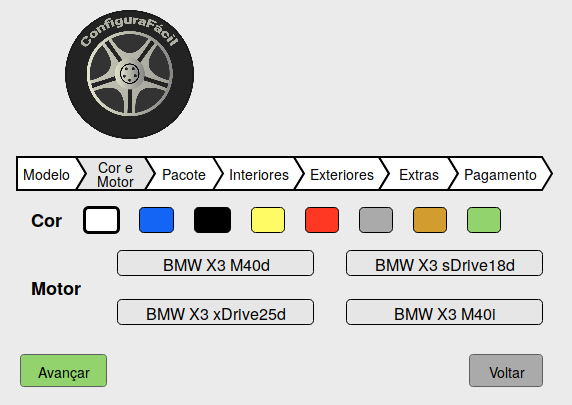 ConfiguraFácil
Modelo
Cor e
Motor
Pacote
Interiores
Exteriores
Extras
Pagamento
Cor
Motor
BMW X3 M40d
BMW X3 sDrive18d
BMW X3 xDrive25d
BMW X3 M40i
Avançar
Voltar